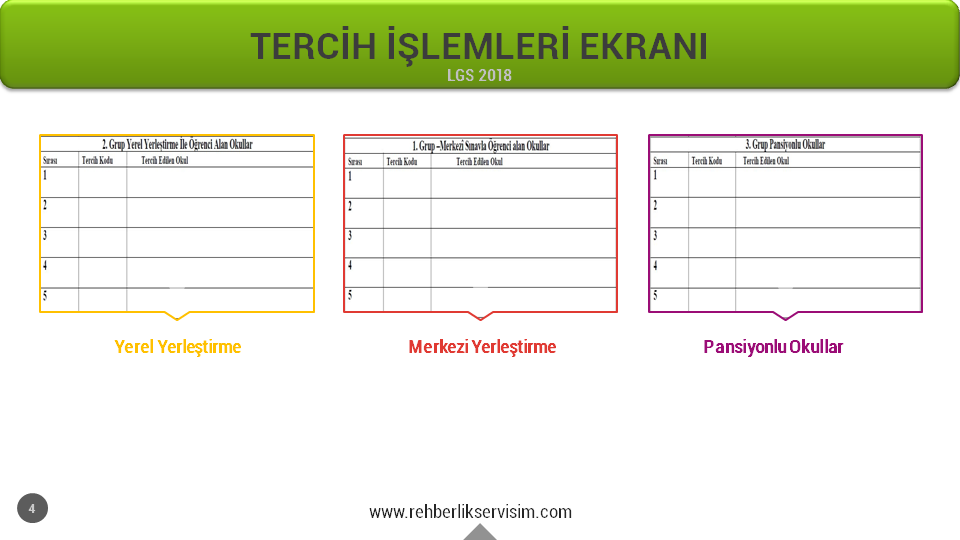 TERCİH İŞLEMLERİ EKRANI
LGS 2018
2. Grup Yerel Yerleştirme İle Öğrenci Alan Okullar
Sırası Tercih Kodu Tercih Edilen Okul
1
2
3
4
5
Yerel Yerleştirme
1. Grup –Merkezi Sınavla Öğrenci alan Okullar
Sırası Tercih Kodu Tercih Edilen Okul
1
2
3
4
5
Merkezi Yerleştirme
3. Grup Pansiyonlu Okullar
Sırası Tercih Kodu Tercih Edilen Okul
1
2
3
4
5
Pansiyonlu Okullar
4
www.rehberlikservisim.com